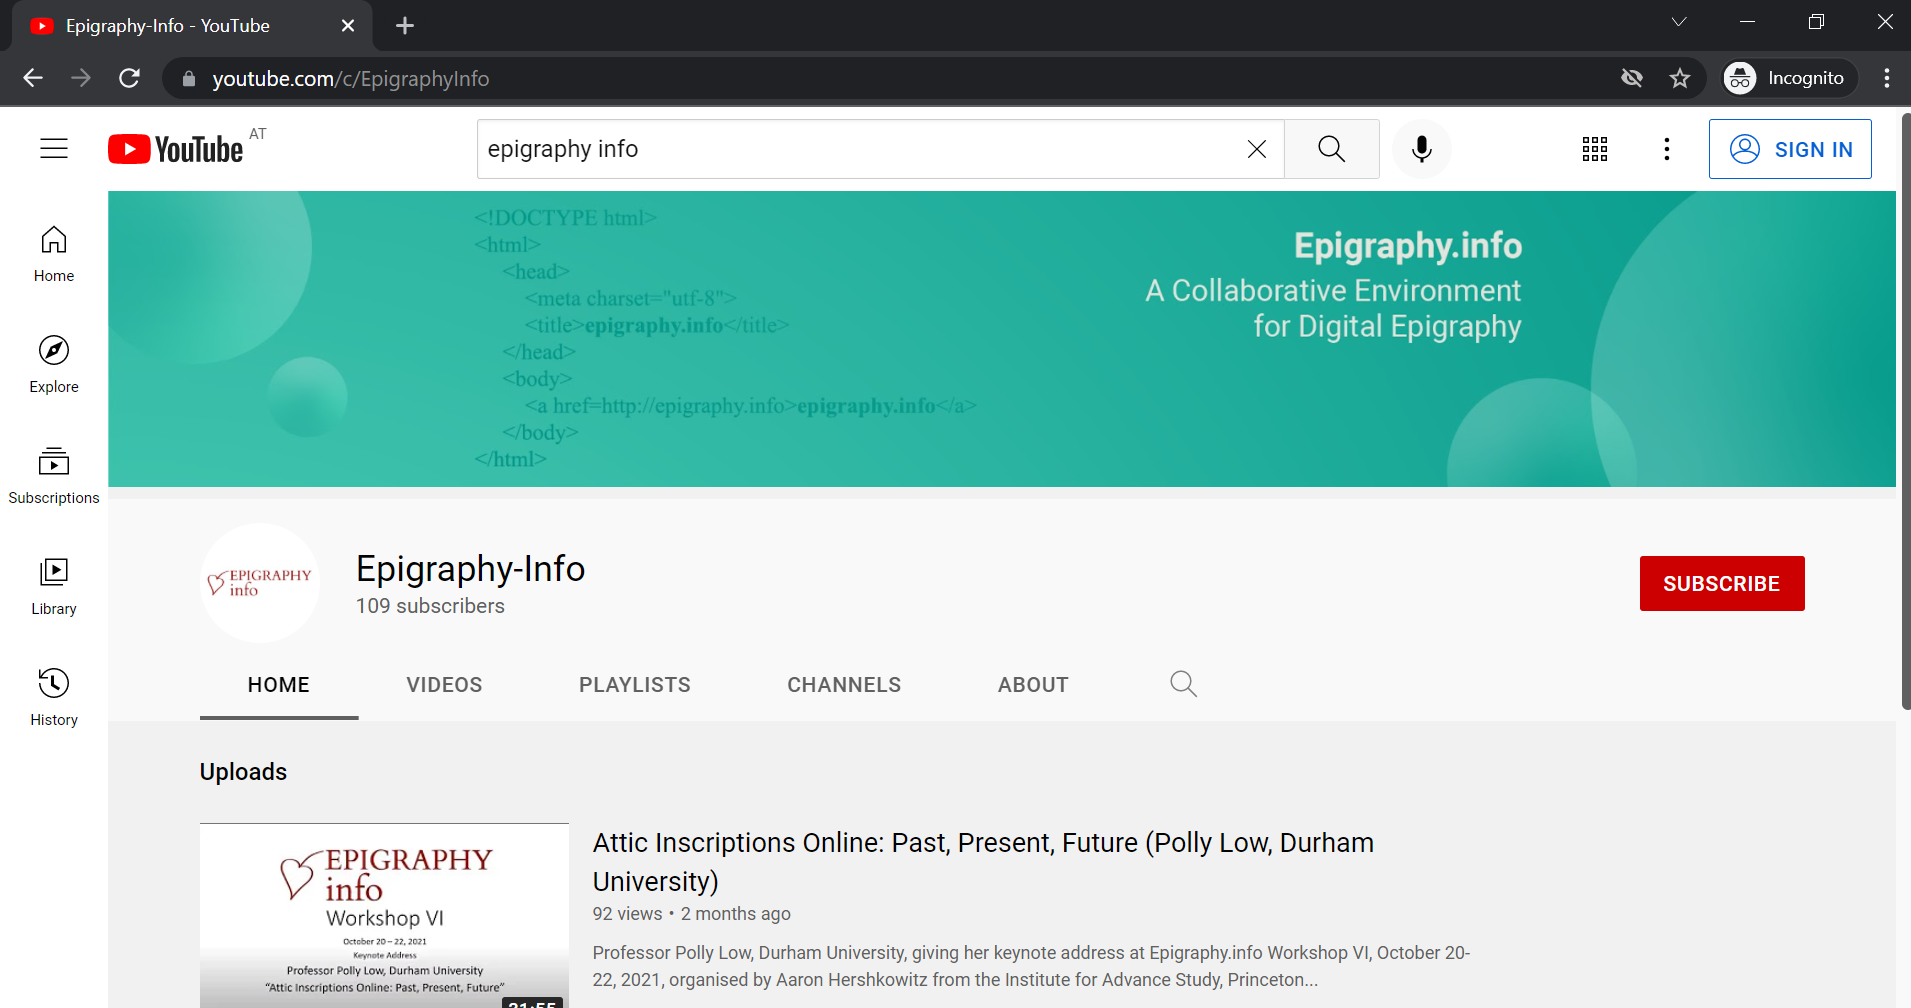 Epigraphy-Info - YouTube
youtube.com/c/EpigraphyInfo
Incognito
YouTube AT
epigraphy info
SIGN IN
Home
Explore
Subscriptions
Library
History
<!DOCTYPE html>
<html>
<head>
<meta charset="utf-8">
<title>epigraphy.info</title>
</head>
<body>
<a href=http://epigraphy.info>epigraphy.info</a>
</body>
</html>
Epigraphy.info
A Collaborative Environment
for Digital Epigraphy
EPIGRAPHY
info
Epigraphy-Info
109 subscribers
SUBSCRIBE
HOME VIDEOS PLAYLISTS CHANNELS ABOUT
Uploads
EPIGRAPHY
info
Workshop VI
October 20 – 22, 2021
Keynote Address
Professor Polly Low, Durham University
"Attic Inscriptions Online: Past, Present, Future"
Attic Inscriptions Online: Past, Present, Future (Polly Low, Durham
University)
92 views • 2 months ago
Professor Polly Low, Durham University, giving her keynote address at Epigraphy.info Workshop VI, October 20-
22, 2021, organised by Aaron Hershkowitz from the Institute for Advance Study, Princeton...